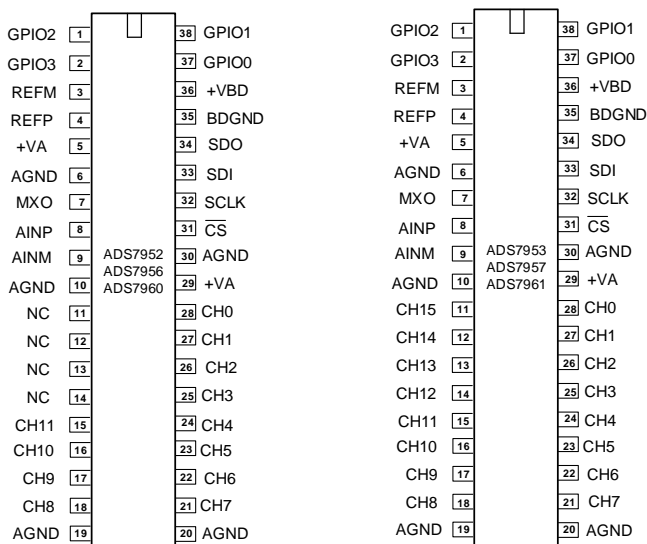 GPIO2 1 38 GPIO1
GPIO3 2 37 GPIO0
REFM 3 36 +VBD
REFP 4 35 BDGND
+VA 5 34 SDO
AGND 6 33 SDI
MXO 7 32 SCLK
AINP 8 31 C̅S̅
AINM 9 ADS7952 30 AGND
ADS7956
AGND 10 ADS7960 29 +VA
NC 11 28 CH0
NC 12 27 CH1
NC 13 26 CH2
NC 14 25 CH3
CH11 15 24 CH4
CH10 16 23 CH5
CH9 17 22 CH6
CH8 18 21 CH7
AGND 19 20 AGND
GPIO2 1 38 GPIO1
GPIO3 2 37 GPIO0
REFM 3 36 +VBD
REFP 4 35 BDGND
+VA 5 34 SDO
AGND 6 33 SDI
MXO 7 32 SCLK
AINP 8 31 C̅S̅
AINM 9 ADS7953 30 AGND
ADS7957
AGND 10 ADS7961 29 +VA
CH15 11 28 CH0
CH14 12 27 CH1
CH13 13 26 CH2
CH12 14 25 CH3
CH11 15 24 CH4
CH10 16 23 CH5
CH9 17 22 CH6
CH8 18 21 CH7
AGND 19 20 AGND